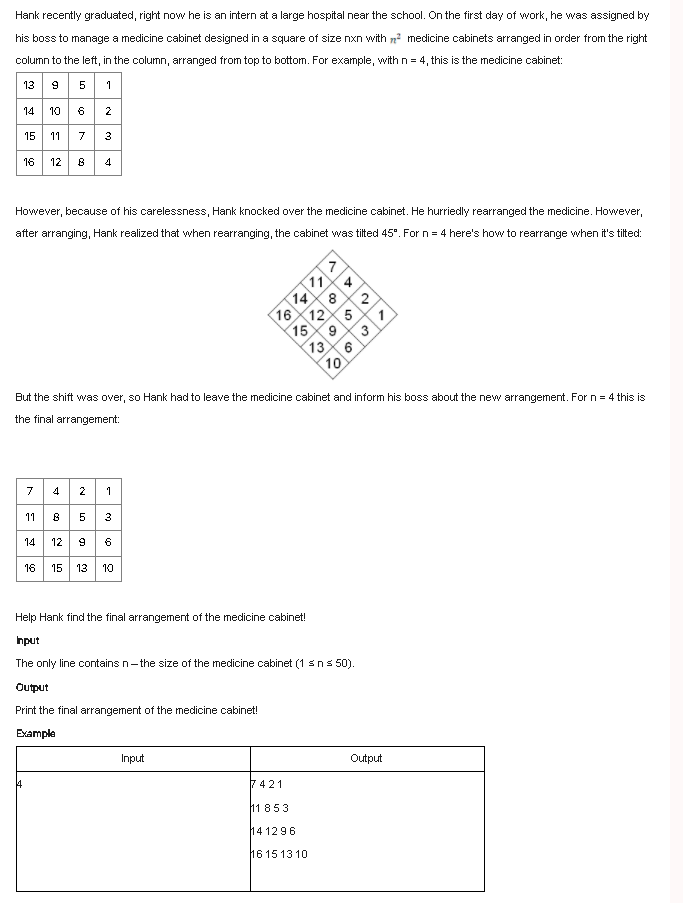 Hank recently graduated, right now he is an intern at a large hospital near the school. On the first day of work, he was assigned by
his boss to manage a medicine cabinet designed in a square of size nxn with n² medicine cabinets arranged in order from the right
column to the left, in the column, arranged from top to bottom. For example, with n = 4, this is the medicine cabinet:
13 9 5 1
14 10 6 2
15 11 7 3
16 12 8 4
However, because of his carelessness, Hank knocked over the medicine cabinet. He hurriedly rearranged the medicine. However,
after arranging, Hank realized that when rearranging, the cabinet was tilted 45°. For n = 4 here's how to rearrange when it's tilted:
7
11 4
14 8 2
16 12 5 1
15 9 3
13 6
10
But the shift was over, so Hank had to leave the medicine cabinet and inform his boss about the new arrangement. For n = 4 this is
the final arrangement:
7 4 2 1
11 8 5 3
14 12 9 6
16 15 13 10
Help Hank find the final arrangement of the medicine cabinet!
Input
The only line contains n – the size of the medicine cabinet (1 ≤ n ≤ 50).
Output
Print the final arrangement of the medicine cabinet!
Example
Input Output
4 7 4 2 1
11 8 5 3
14 12 9 6
16 15 13 10